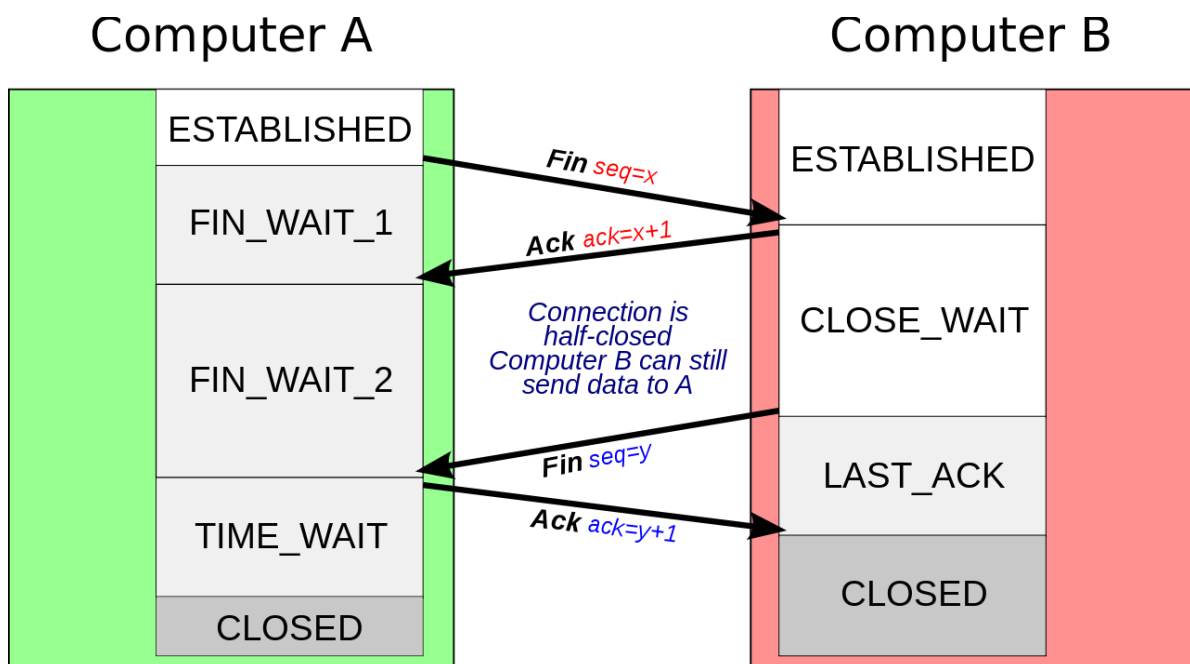 Computer A
Computer B
ESTABLISHED
ESTABLISHED
Fin seq=x
FIN_WAIT_1
Ack ack=x+1
CLOSE_WAIT
Connection is
half-closed
Computer B can still
send data to A
FIN_WAIT_2
Fin seq=y
LAST_ACK
Ack ack=y+1
TIME_WAIT
CLOSED
CLOSED